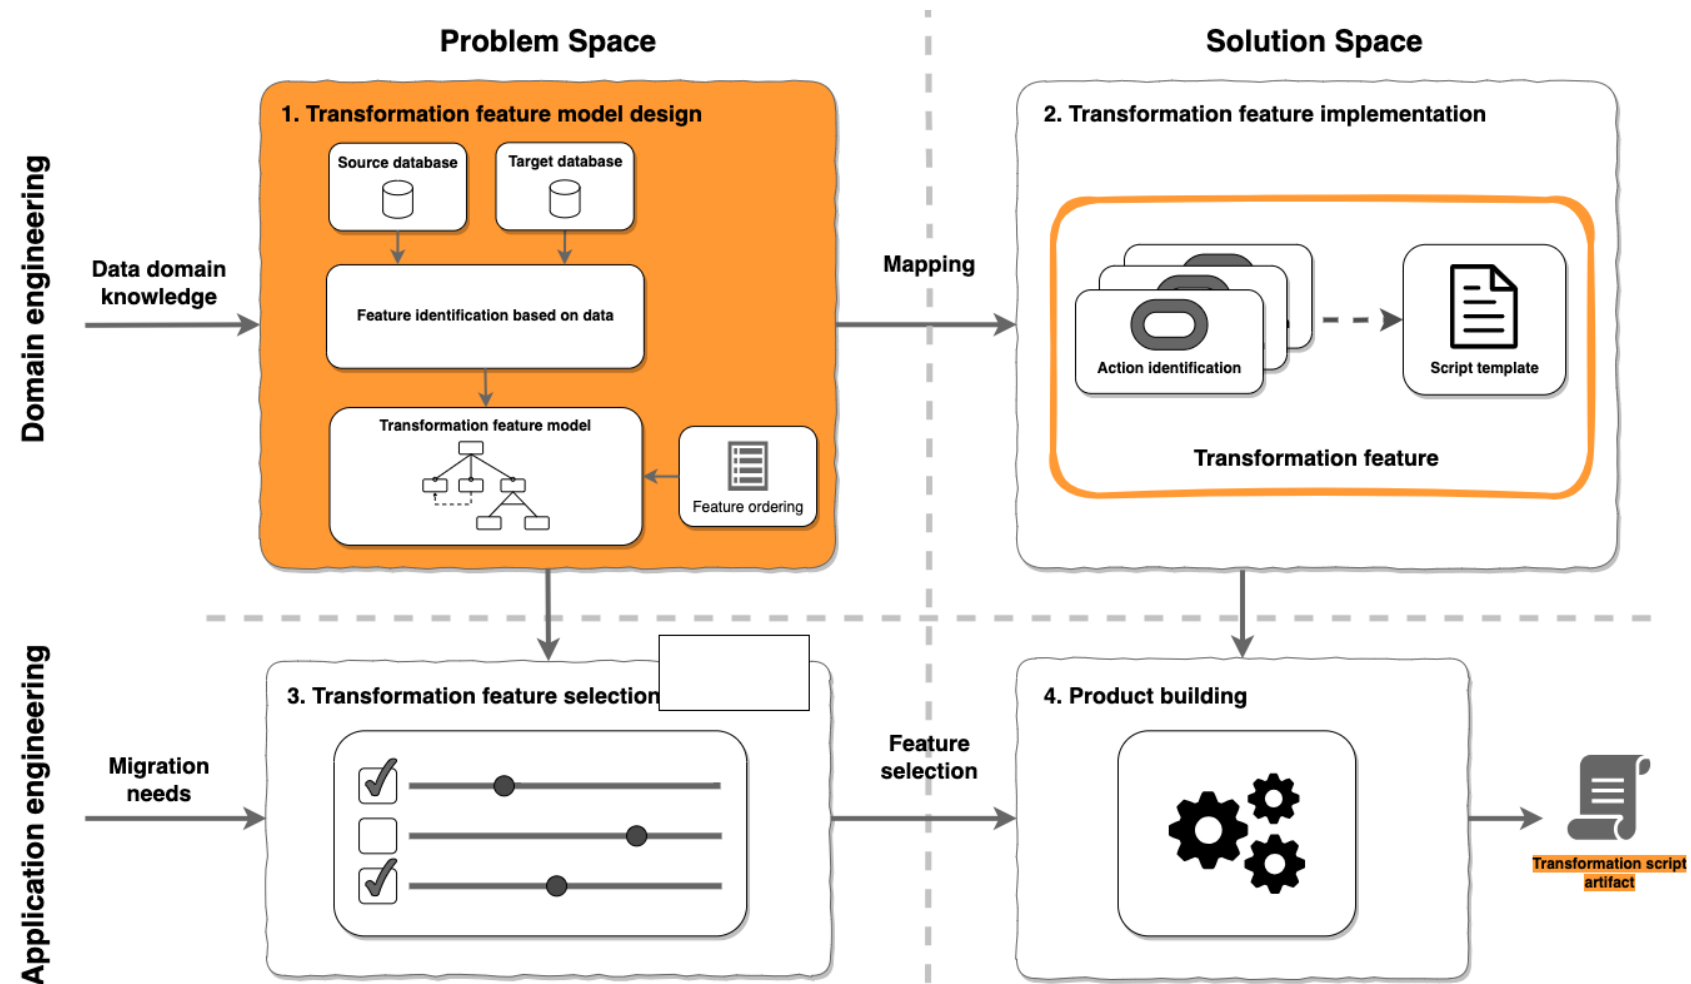 Problem Space
Solution Space
Domain engineering
1. Transformation feature model design
Source database
Target database
Data domain
knowledge
Feature identification based on data
Transformation feature model
Feature ordering
Mapping
2. Transformation feature implementation
Action identification
Script template
Transformation feature
Application engineering
Migration
needs
3. Transformation feature selection
Feature
selection
4. Product building
Transformation script
artifact